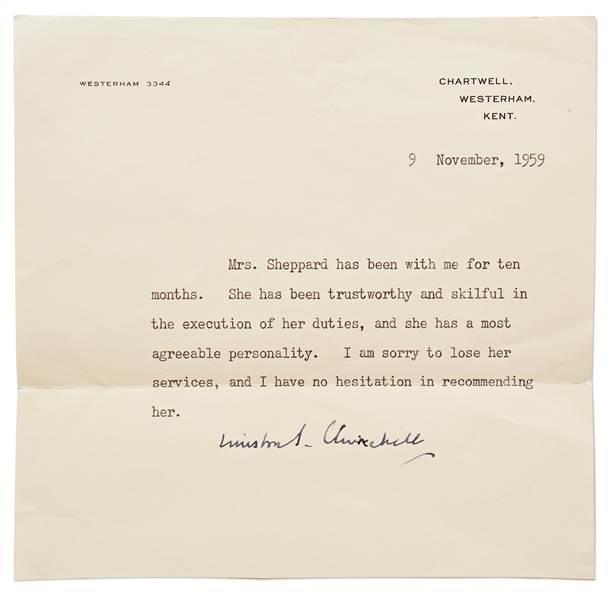 WESTERHAM 3344
CHARTWELL,
WESTERHAM,
KENT.
9 November, 1959
Mrs. Sheppard has been with me for ten
months. She has been trustworthy and skilful in
the execution of her duties, and she has a most
agreeable personality. I am sorry to lose her
services, and I have no hesitation in recommending
her.
Winston S. Churchill